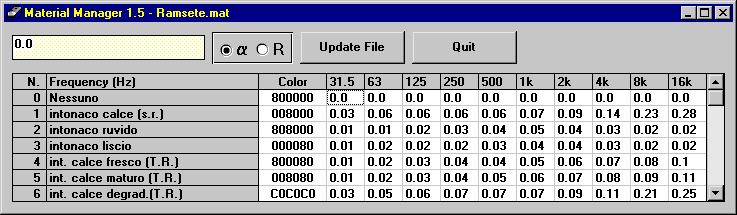 Material Manager 1.5 - Ramsete.mat
0.0 α R Update File Quit
N. Frequency (Hz) Color 31.5 63 125 250 500 1k 2k 4k 8k 16k
0 Nessuno 800000 0.0 0.0 0.0 0.0 0.0 0.0 0.0 0.0 0.0 0.0
1 intonaco calce (s.r.) 008000 0.03 0.06 0.06 0.06 0.06 0.07 0.09 0.14 0.23 0.28
2 intonaco ruvido 808000 0.01 0.01 0.02 0.03 0.04 0.05 0.04 0.03 0.02 0.02
3 intonaco liscio 000080 0.01 0.02 0.02 0.02 0.03 0.04 0.04 0.03 0.02 0.02
4 int. calce fresco (T.R.) 800080 0.01 0.02 0.03 0.04 0.04 0.05 0.06 0.07 0.08 0.1
5 int. calce maturo (T.R.) 008080 0.01 0.02 0.03 0.04 0.05 0.06 0.07 0.08 0.09 0.11
6 int. calce degrad.(T.R.) C0C0C0 0.03 0.05 0.06 0.07 0.07 0.07 0.09 0.11 0.21 0.25